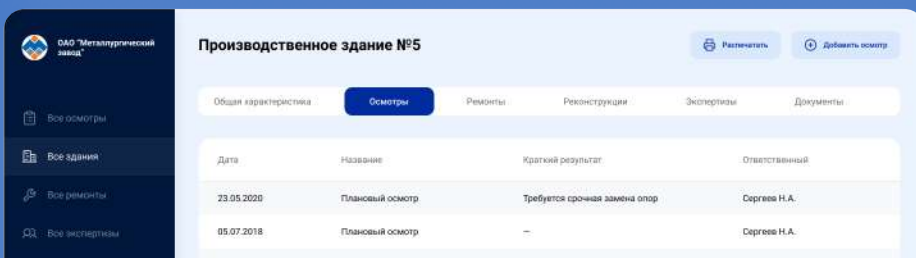 ОАО "Металлургический
завод"
Производственное здание №5
Распечатать
Добавить осмотр
Общая характеристика
Осмотры
Ремонты
Реконструкции
Экспертизы
Документы
Все осмотры
Все здания
Все ремонты
Все экспертизы
Дата
Название
Краткий результат
Ответственный
23.05.2020
Плановый осмотр
Требуется срочная замена опор
Сергеев Н.А.
05.07.2018
Плановый осмотр
—
Сергеев Н.А.